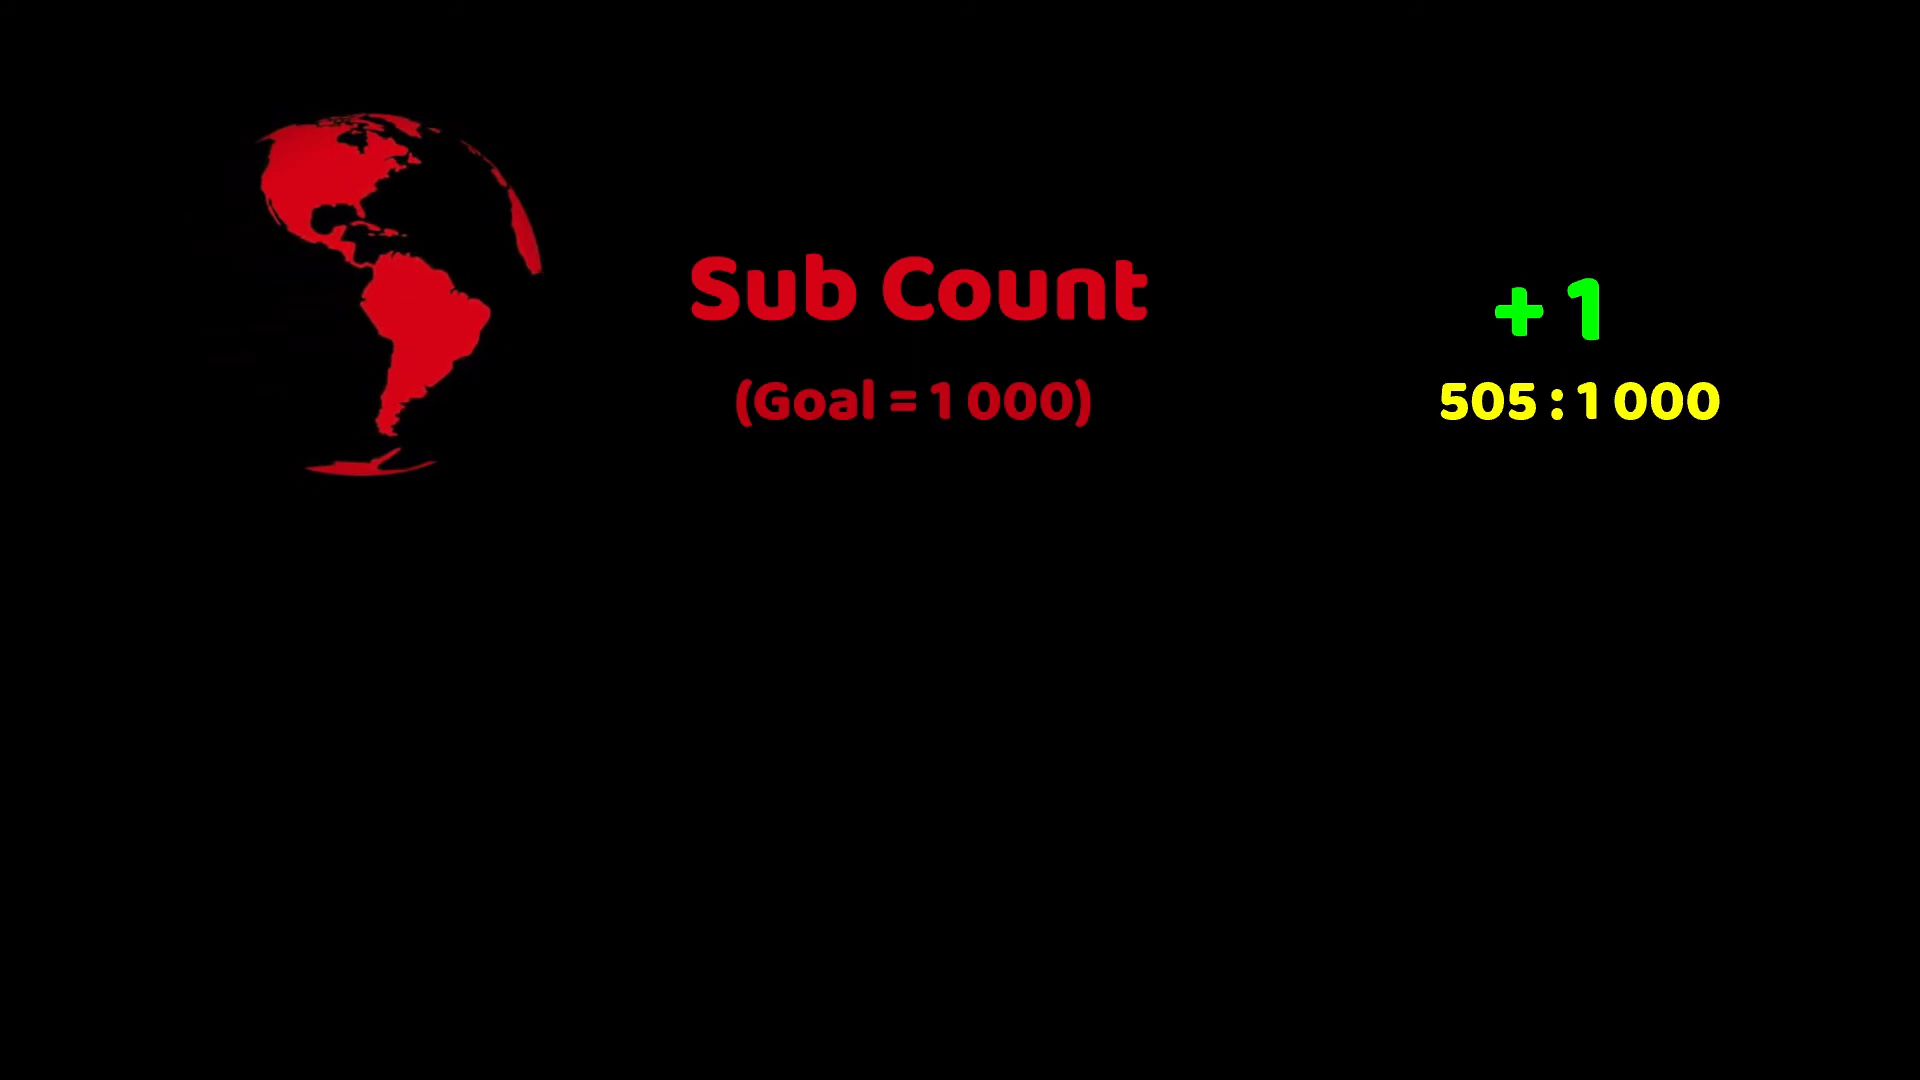 Sub Count
+ 1
(Goal = 1 000)
505 : 1 000